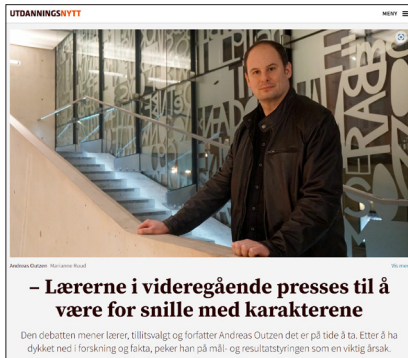 UTDANNINGSNYTT
MENY
Andreas Outzen Marianne Ruud
Vis mer
– Lærerne i videregående presses til å
være for snille med karakterene
Den debatten mener lærer, tillitsvalgt og forfatter Andreas Outzen det er på tide å ta. Etter å ha
dykket ned i forskning og fakta, peker han på mål- og resultatstyringen som en viktig årsak.